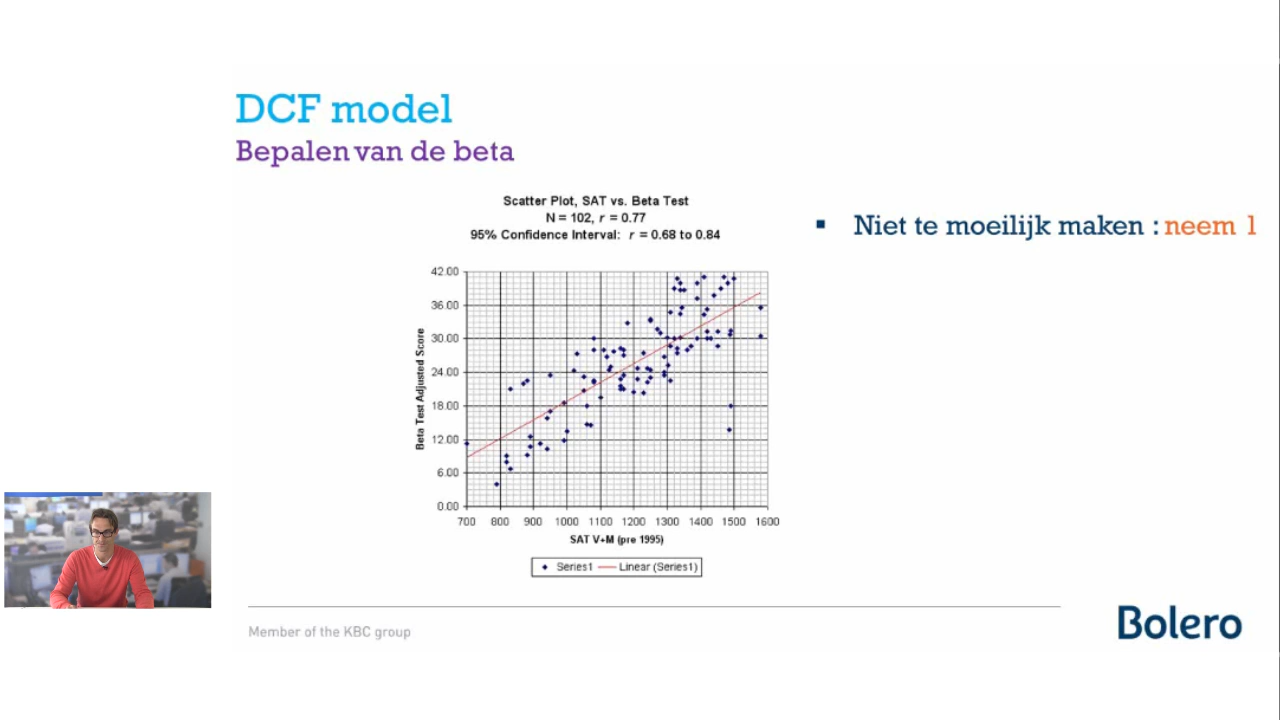 DCF model
Bepalen van de beta
Scatter Plot, SAT vs. Beta Test
N = 102, r = 0.77
95% Confidence Interval: r = 0.68 to 0.84
▪ Niet te moeilijk maken : neem 1
42.00
36.00
30.00
24.00
18.00
12.00
6.00
0.00
Beta Test Adjusted Score
700 800 900 1000 1100 1200 1300 1400 1500 1600
SAT V+M (pre 1995)
Series1 Linear (Series1)
Member of the KBC group
Bolero